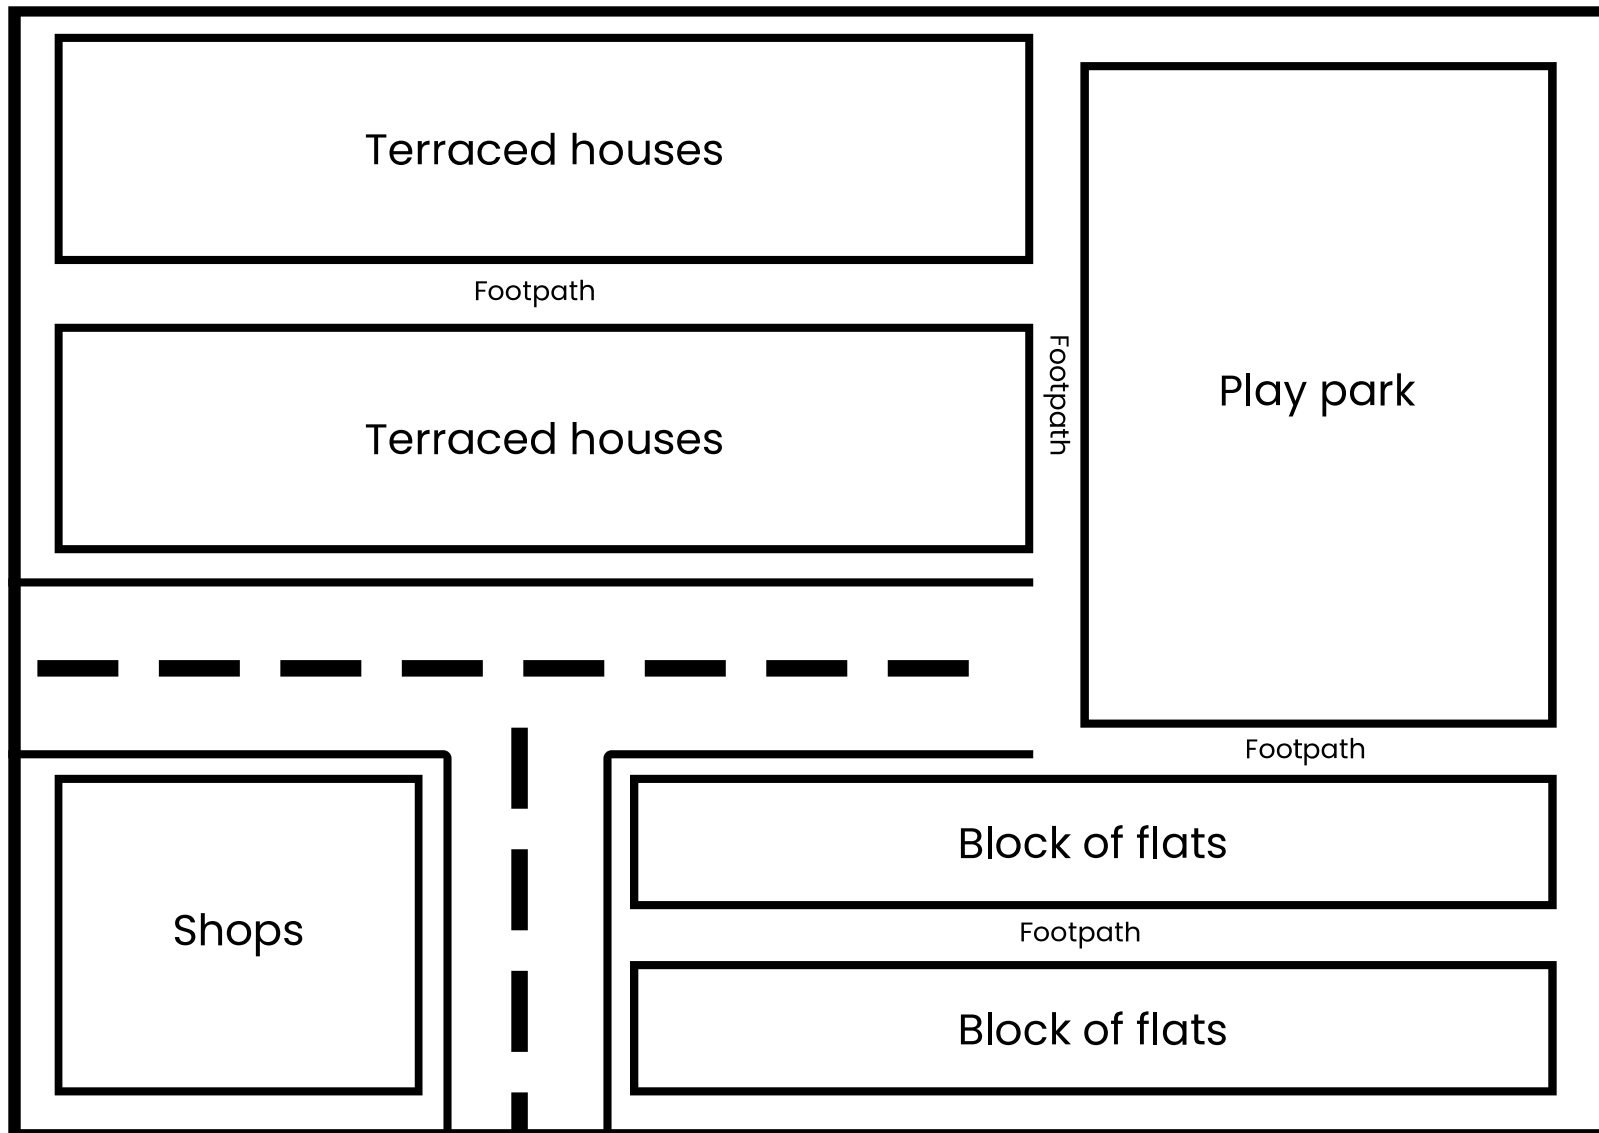 Terraced houses
Footpath
Terraced houses
Footpath
Play park
Footpath
Shops
Block of flats
Footpath
Block of flats